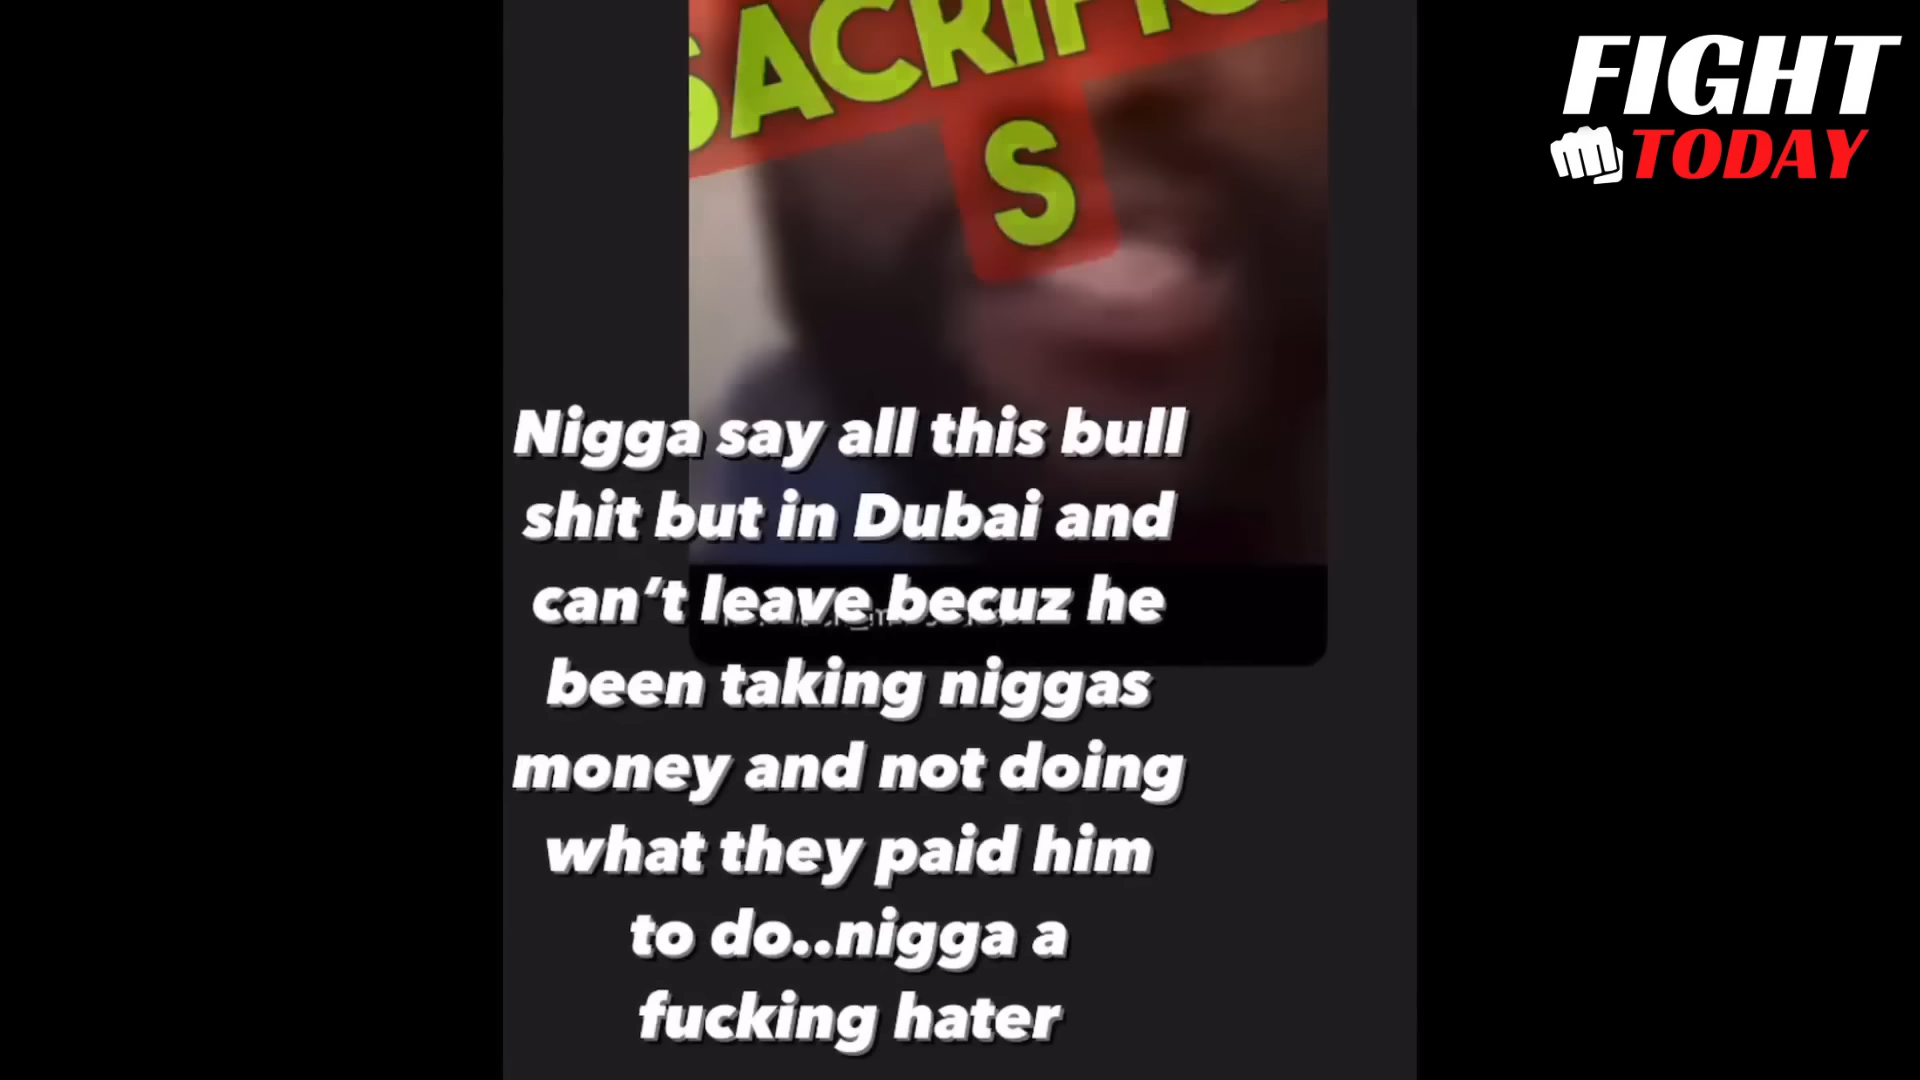 FIGHT
TODAY
S
Nigga say all this bull
shit but in Dubai and
can't leave becuz he
been taking niggas
money and not doing
what they paid him
to do..nigga a
fucking hater